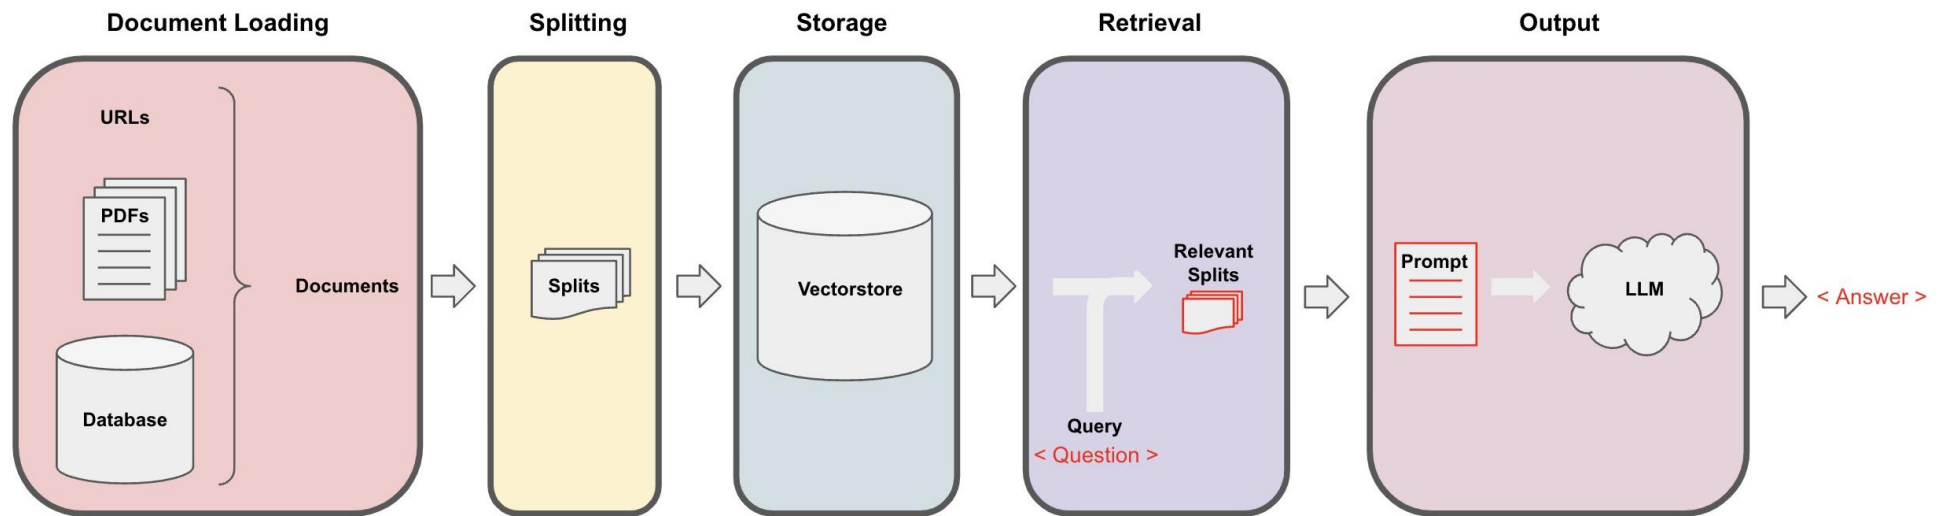 Document Loading
Splitting
Storage
Retrieval
Output
URLs
PDFs
Database
Documents
Splits
Vectorstore
Relevant
Splits
Query
< Question >
Prompt
LLM
< Answer >